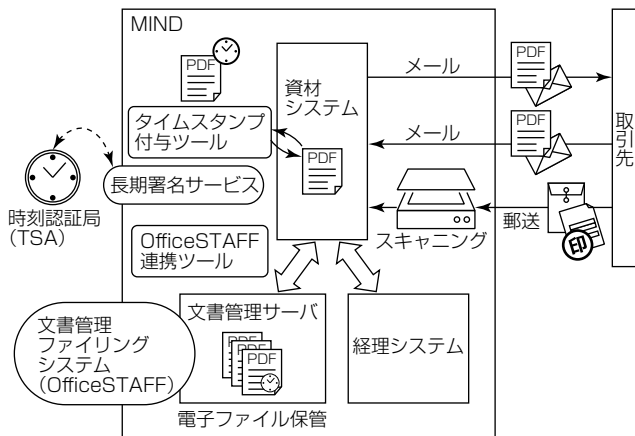 MIND
PDF
資材
システム
タイムスタンプ
付与ツール
PDF
長期署名サービス
時刻認証局
(TSA)
OfficeSTAFF
連携ツール
メール
PDF
メール
PDF
取引先
スキャニング
郵送
印
文書管理
ファイリング
システム
(OfficeSTAFF)
文書管理サーバ
PDF
PDF
PDF
電子ファイル保管
経理システム